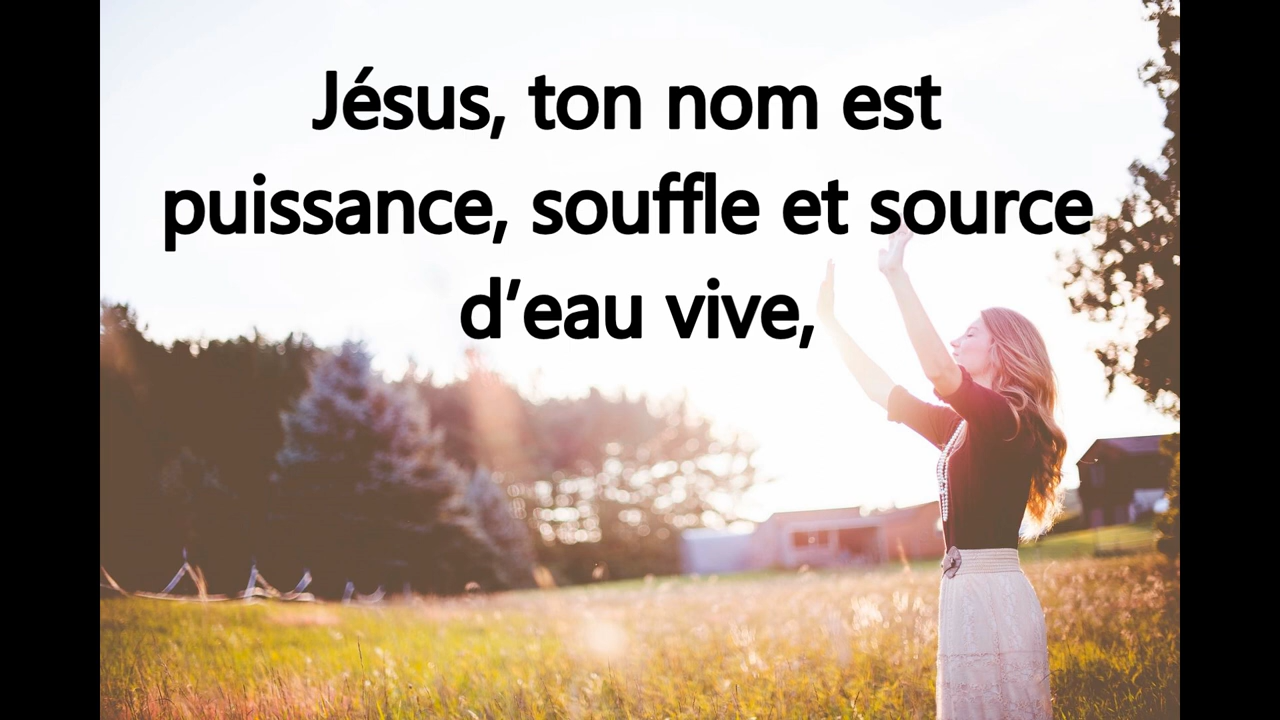 Jésus, ton nom est
puissance, souffle et source
d’eau vive,